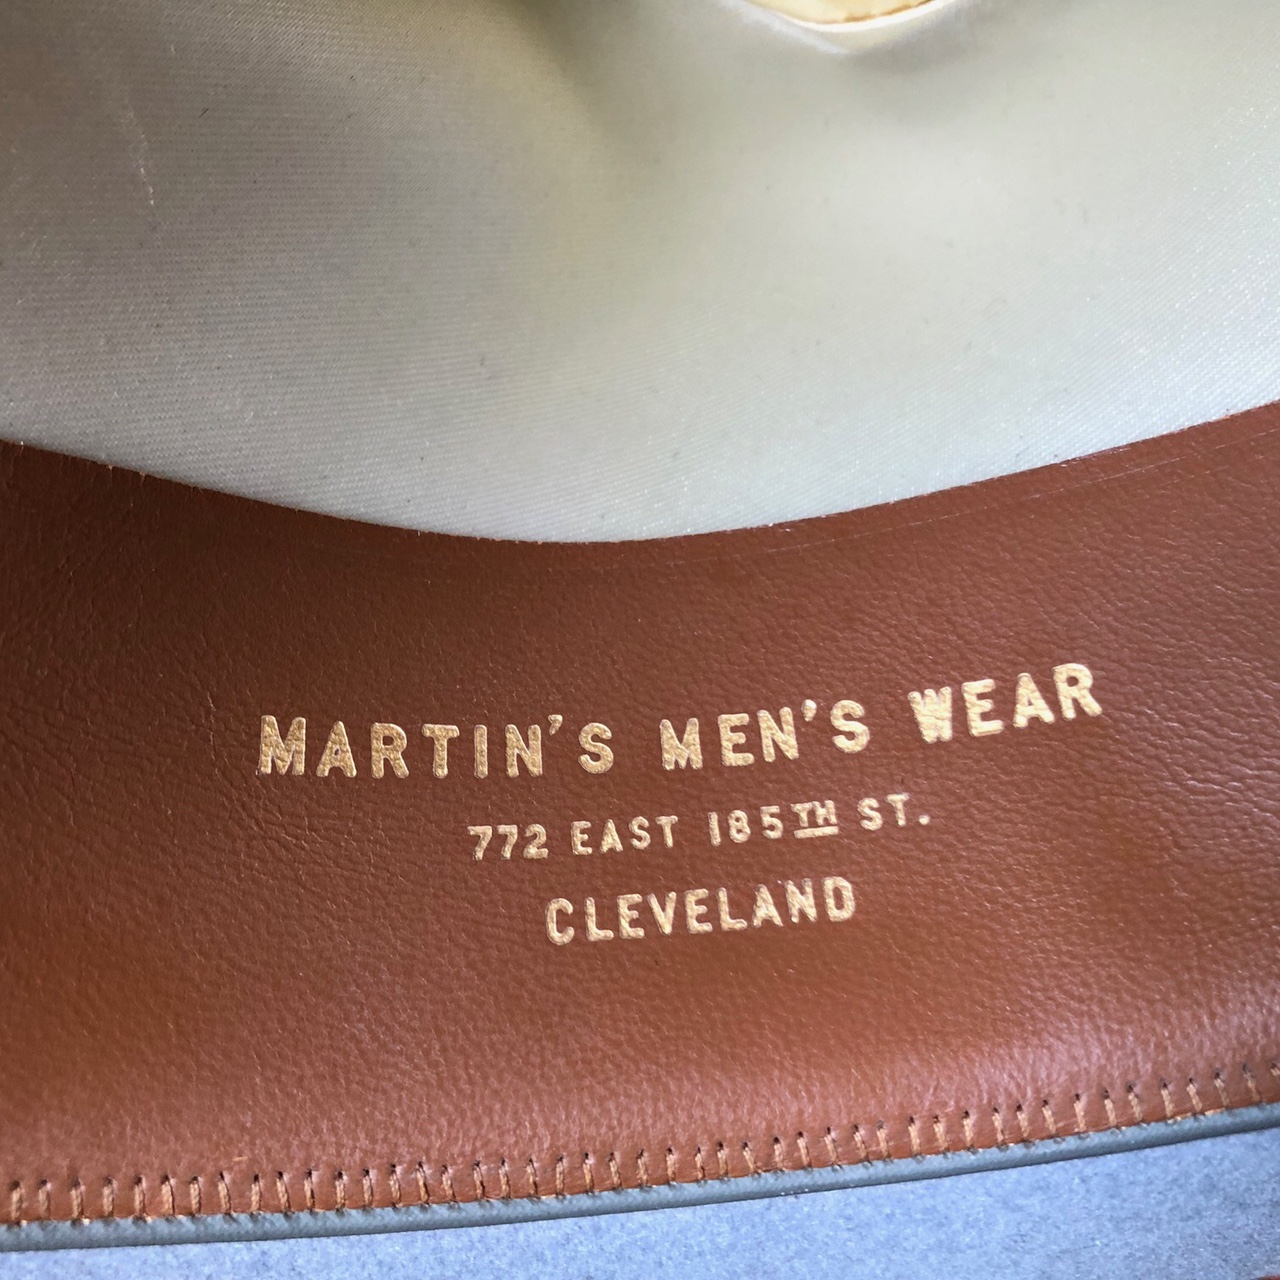 MARTIN'S MEN'S WEAR
772 EAST 185TH ST.
CLEVELAND